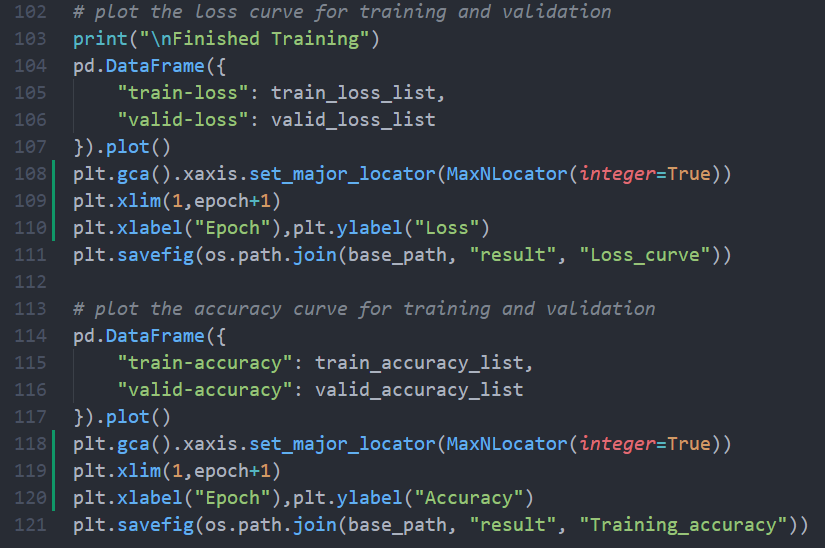 102 # plot the loss curve for training and validation
103 print("\nFinished Training")
104 pd.DataFrame({
105     "train-loss": train_loss_list,
106     "valid-loss": valid_loss_list
107 }).plot()
108 plt.gca().xaxis.set_major_locator(MaxNLocator(integer=True))
109 plt.xlim(1,epoch+1)
110 plt.xlabel("Epoch"),plt.ylabel("Loss")
111 plt.savefig(os.path.join(base_path, "result", "Loss_curve"))
112
113 # plot the accuracy curve for training and validation
114 pd.DataFrame({
115     "train-accuracy": train_accuracy_list,
116     "valid-accuracy": valid_accuracy_list
117 }).plot()
118 plt.gca().xaxis.set_major_locator(MaxNLocator(integer=True))
119 plt.xlim(1,epoch+1)
120 plt.xlabel("Epoch"),plt.ylabel("Accuracy")
121 plt.savefig(os.path.join(base_path, "result", "Training_accuracy"))